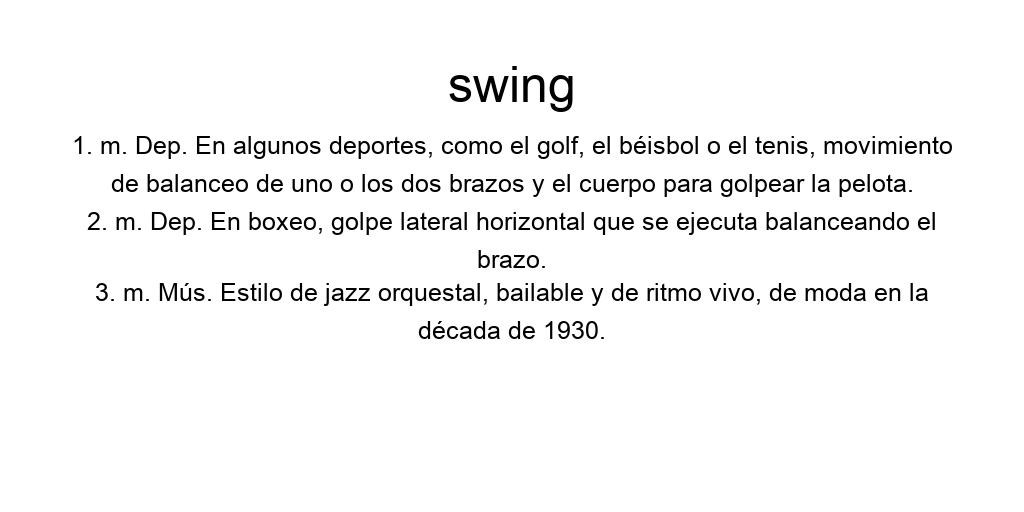 swing
1. m. Dep. En algunos deportes, como el golf, el béisbol o el tenis, movimiento
de balanceo de uno o los dos brazos y el cuerpo para golpear la pelota.
2. m. Dep. En boxeo, golpe lateral horizontal que se ejecuta balanceando el
brazo.
3. m. Mús. Estilo de jazz orquestal, bailable y de ritmo vivo, de moda en la
década de 1930.